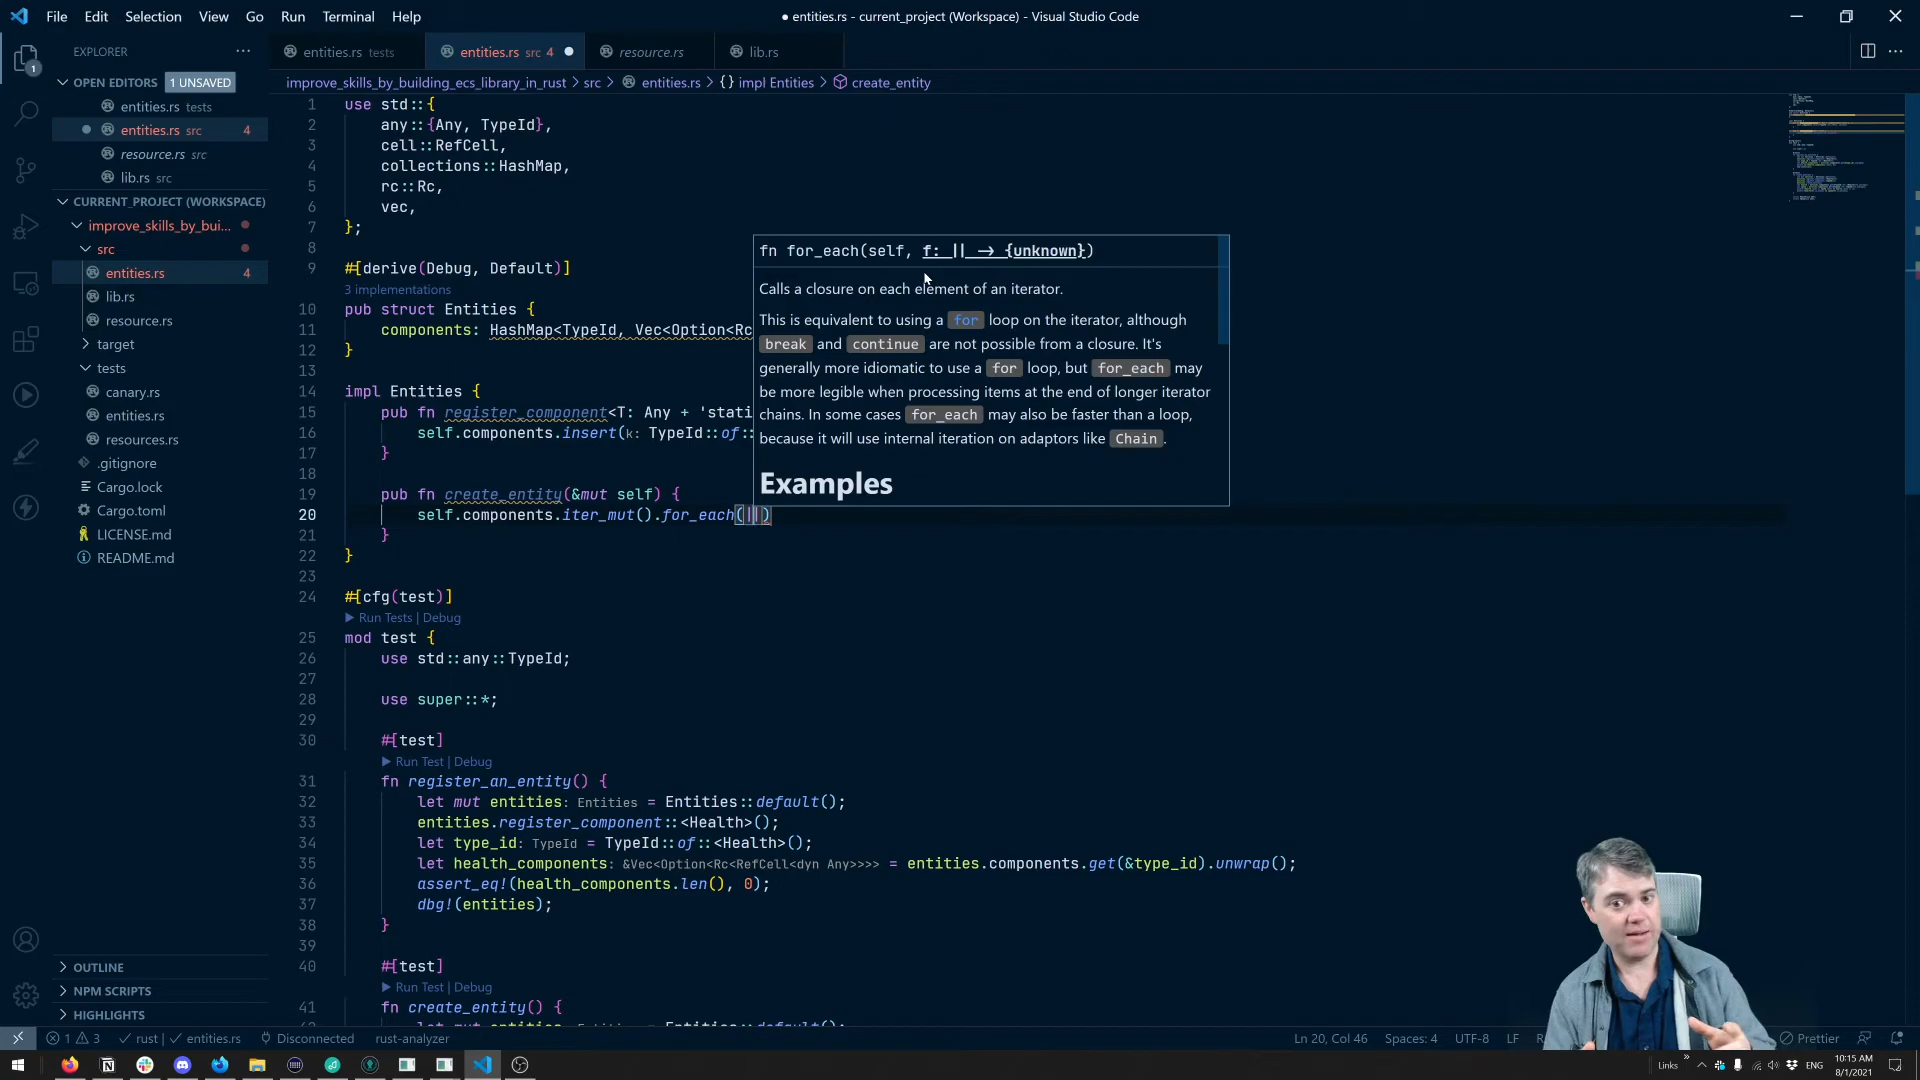 File Edit Selection View Go Run Terminal Help
● entities.rs - current_project (Workspace) - Visual Studio Code
EXPLORER ···
entities.rs tests
entities.rs src 4 ●
resource.rs
lib.rs
OPEN EDITORS 1 UNSAVED
entities.rs tests
● entities.rs src 4
resource.rs src
lib.rs src
CURRENT_PROJECT (WORKSPACE)
improve_skills_by_bui...
src
entities.rs 4
lib.rs
resource.rs
target
tests
canary.rs
entities.rs
resources.rs
.gitignore
Cargo.lock
Cargo.toml
LICENSE.md
README.md
OUTLINE
NPM SCRIPTS
HIGHLIGHTS
1
improve_skills_by_building_ecs_library_in_rust > src > entities.rs > {} impl Entities > create_entity
1 use std::{
2 any::{Any, TypeId},
3 cell::RefCell,
4 collections::HashMap,
5 rc::Rc,
6 vec,
7 };
8
9 #[derive(Debug, Default)]
3 implementations
10 pub struct Entities {
11 components: HashMap<TypeId, Vec<Option<Rc
12 }
13
14 impl Entities {
15 pub fn register_component<T: Any + 'stati
16 self.components.insert(k: TypeId::of::
17 }
18
19 pub fn create_entity(&mut self) {
20 self.components.iter_mut().for_each(||)
21 }
22 }
23
24 #[cfg(test)]
▶ Run Tests | Debug
25 mod test {
26 use std::any::TypeId;
27
28 use super::*;
29
30 #[test]
▶ Run Test | Debug
31 fn register_an_entity() {
32 let mut entities: Entities = Entities::default();
33 entities.register_component::<Health>();
34 let type_id: TypeId = TypeId::of::<Health>();
35 let health_components: &Vec<Option<Rc<RefCell<dyn Any>>>> = entities.components.get(&type_id).unwrap();
36 assert_eq!(health_components.len(), 0);
37 dbg!(entities);
38 }
39
40 #[test]
▶ Run Test | Debug
41 fn create_entity() {
fn for_each(self, f: || -> {unknown})
Calls a closure on each element of an iterator.
This is equivalent to using a for loop on the iterator, although
break and continue are not possible from a closure. It's
generally more idiomatic to use a for loop, but for_each may
be more legible when processing items at the end of longer iterator
chains. In some cases for_each may also be faster than a loop,
because it will use internal iteration on adaptors like Chain.
Examples
1 3 rust entities.rs Disconnected rust-analyzer
Ln 20, Col 46 Spaces: 4 UTF-8 LF Prettier
Links ENG 10:15 AM
8/1/2021